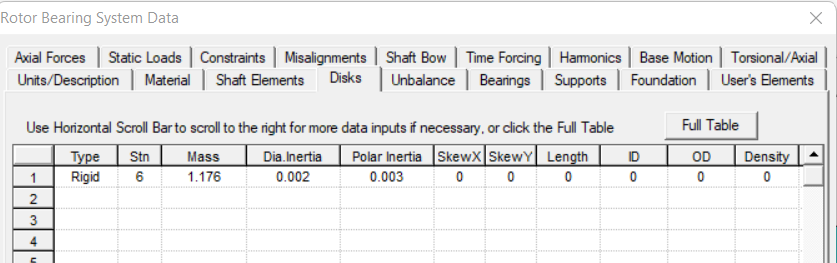 Rotor Bearing System Data
Axial Forces Static Loads Constraints Misalignments Shaft Bow Time Forcing Harmonics Base Motion Torsional/Axial
Units/Description Material Shaft Elements Disks Unbalance Bearings Supports Foundation User's Elements
Use Horizontal Scroll Bar to scroll to the right for more data inputs if necessary, or click the Full Table Full Table
Type Stn Mass Dia.Inertia Polar Inertia SkewX SkewY Length ID OD Density
1 Rigid 6 1.176 0.002 0.003 0 0 0 0 0 0
2
3
4
5